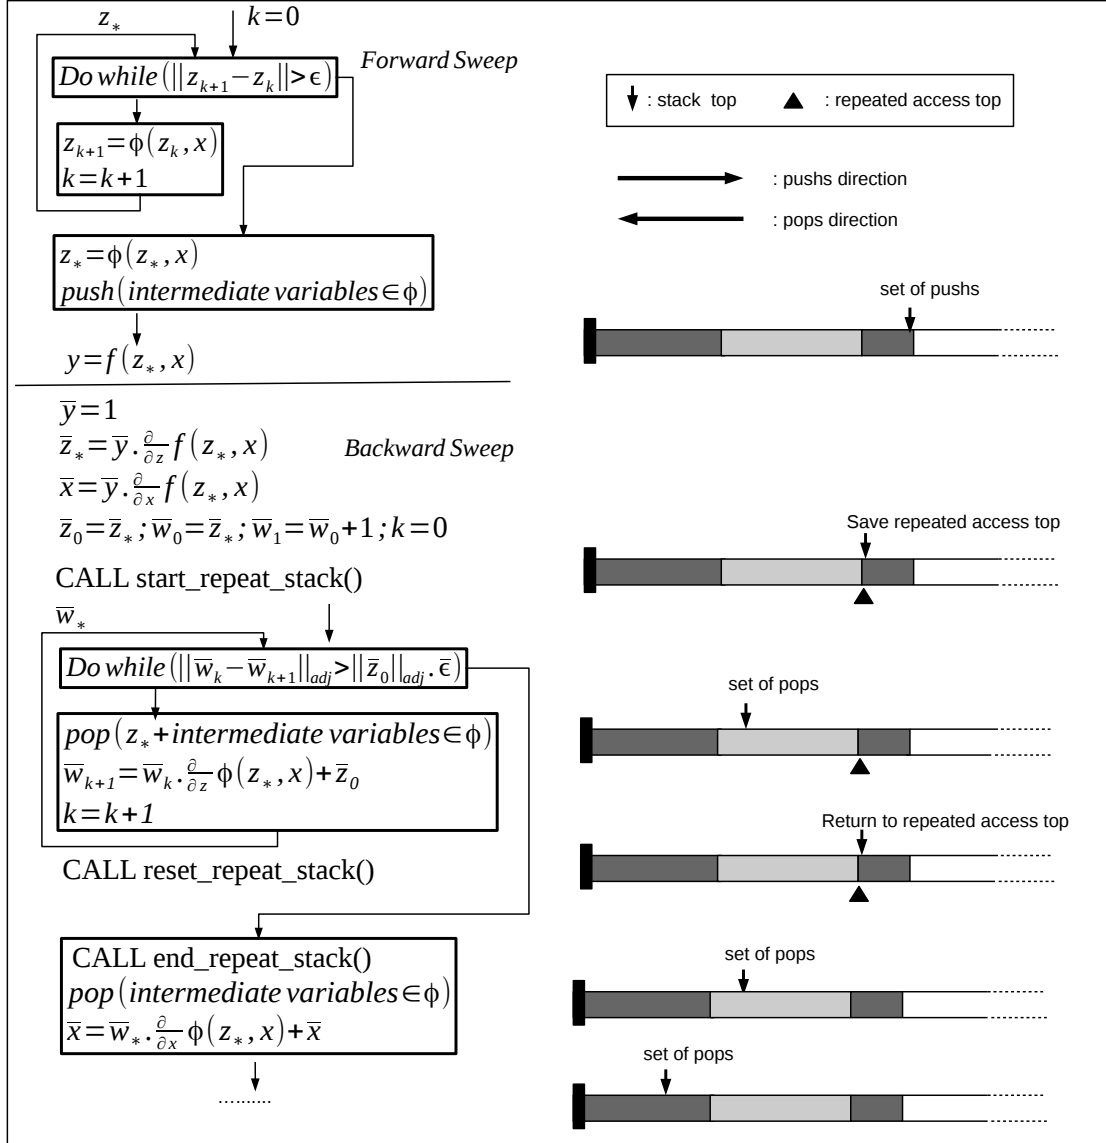 z_*
k=0
Forward Sweep
Do while(||z_{k+1}−z_k||>ϵ)
z_{k+1}=ϕ(z_k,x)
k=k+1
z_*=ϕ(z_*,x)
push(intermediate variables∈ϕ)
y=f(z_*,x)
y̅=1
z̅_*=y̅.∂/∂z f(z_*,x)
Backward Sweep
x̅=y̅.∂/∂x f(z_*,x)
z̅_0=z̅_*;w̅_0=z̅_*;w̅_1=w̅_0+1;k=0
CALL start_repeat_stack()
w̅_*
Do while(||w̅_k−w̅_{k+1}||_{adj}>||z̅_0||_{adj}.ϵ̅)
pop(z_*+intermediate variables∈ϕ)
w̅_{k+1}=w̅_k.∂/∂z ϕ(z_*,x)+z̅_0
k=k+1
CALL reset_repeat_stack()
CALL end_repeat_stack()
pop(intermediate variables∈ϕ)
x̅=w̅_*.∂/∂x ϕ(z_*,x)+x̅
........
: stack top
: repeated access top
: pushs direction
: pops direction
set of pushs
Save repeated access top
set of pops
Return to repeated access top
set of pops
set of pops